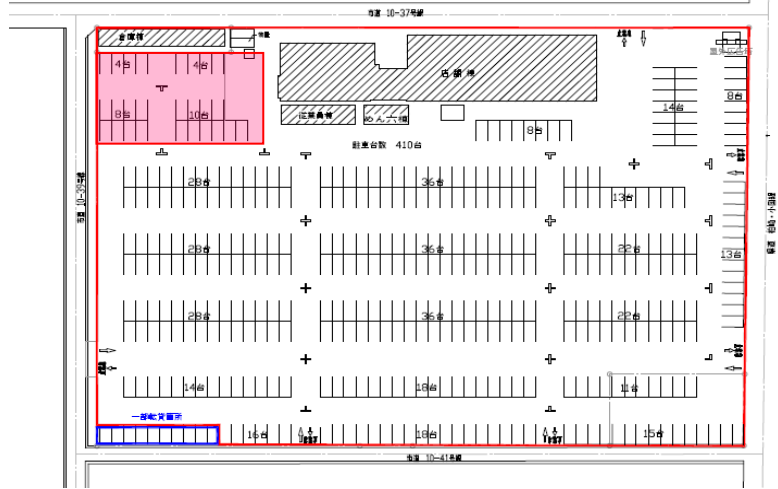 市道 10-37号線
倉庫棟
店舗棟
4台
4台
8台
10台
従業員棟
めん六棟
8台
14台
8台
駐車台数 410台
市道 10-39号線
28台
36台
13台
28台
36台
22台
13台
28台
36台
22台
14台
18台
11台
一部転貸箇所
16台
18台
15台
市道 10-41号線